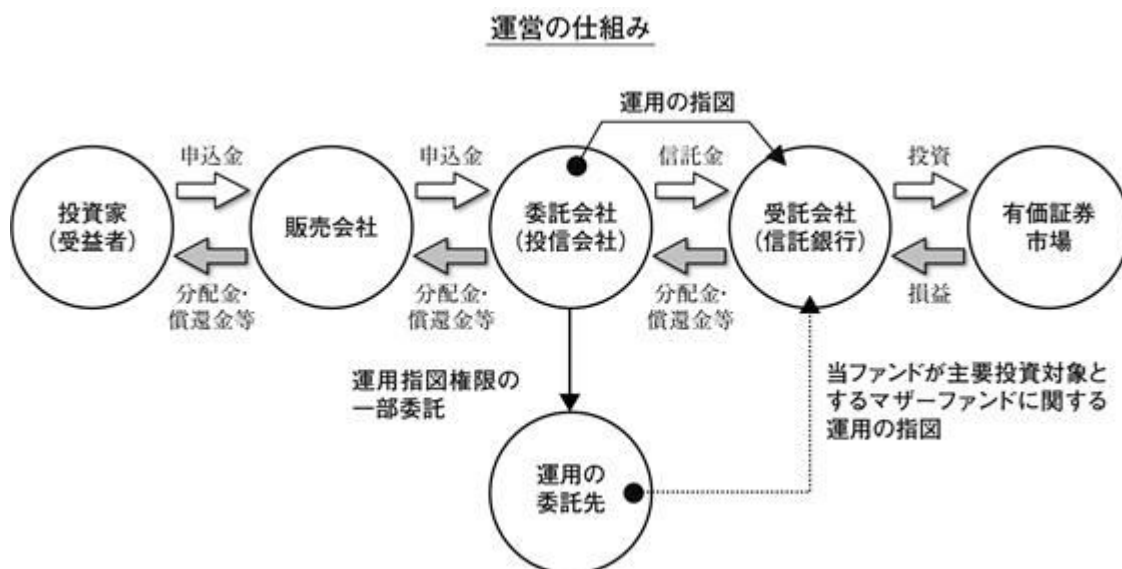 運営の仕組み
運用の指図
申込金
申込金
信託金
投資
投資家
(受益者)
販売会社
委託会社
(投信会社)
受託会社
(信託銀行)
有価証券
市場
分配金・
償還金等
分配金・
償還金等
分配金・
償還金等
損益
運用指図権限の
一部委託
当ファンドが主要投資対象と
するマザーファンドに関する
運用の指図
運用の
委託先